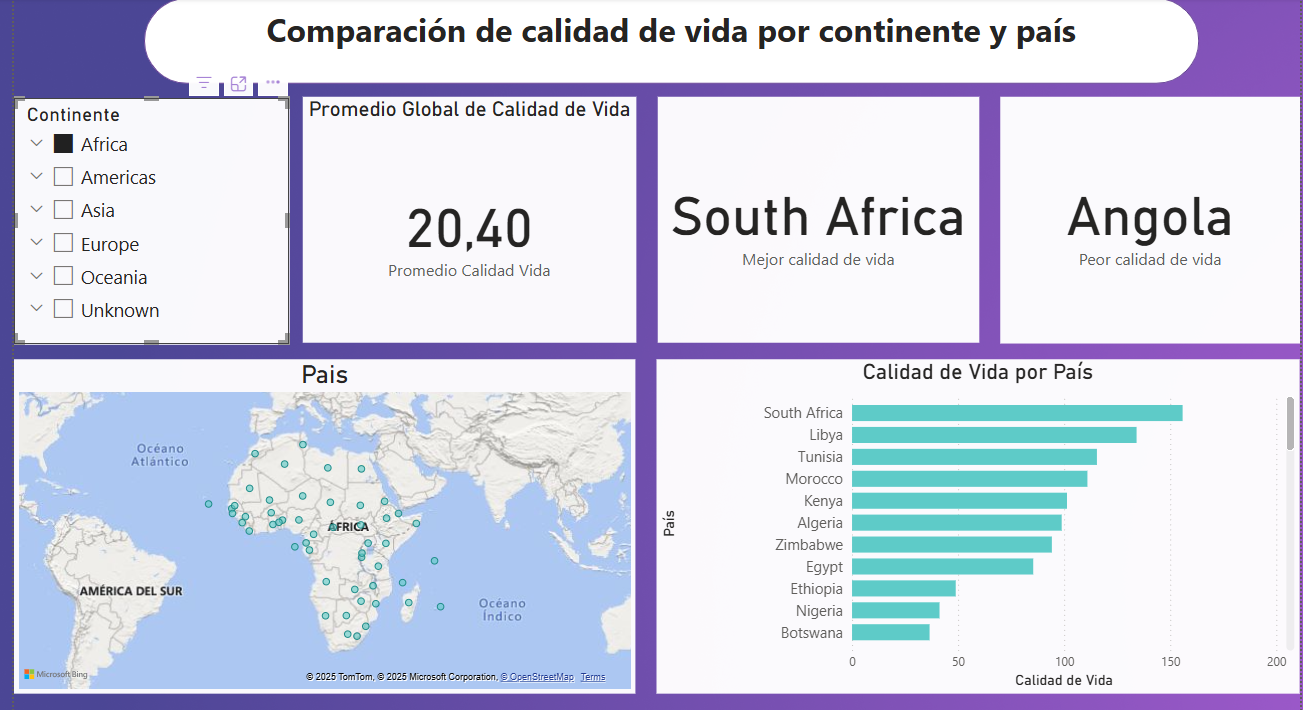 Comparación de calidad de vida por continente y país
Continente
Africa
Americas
Asia
Europe
Oceania
Unknown
Promedio Global de Calidad de Vida
20,40
Promedio Calidad Vida
South Africa
Mejor calidad de vida
Angola
Peor calidad de vida
Pais
Océano
Atlántico
ÁFRICA
AMÉRICA DEL SUR
Océano
Índico
Microsoft Bing
© 2025 TomTom, © 2025 Microsoft Corporation, © OpenStreetMap Terms
Calidad de Vida por País
País
South Africa
Libya
Tunisia
Morocco
Kenya
Algeria
Zimbabwe
Egypt
Ethiopia
Nigeria
Botswana
0 50 100 150 200
Calidad de Vida